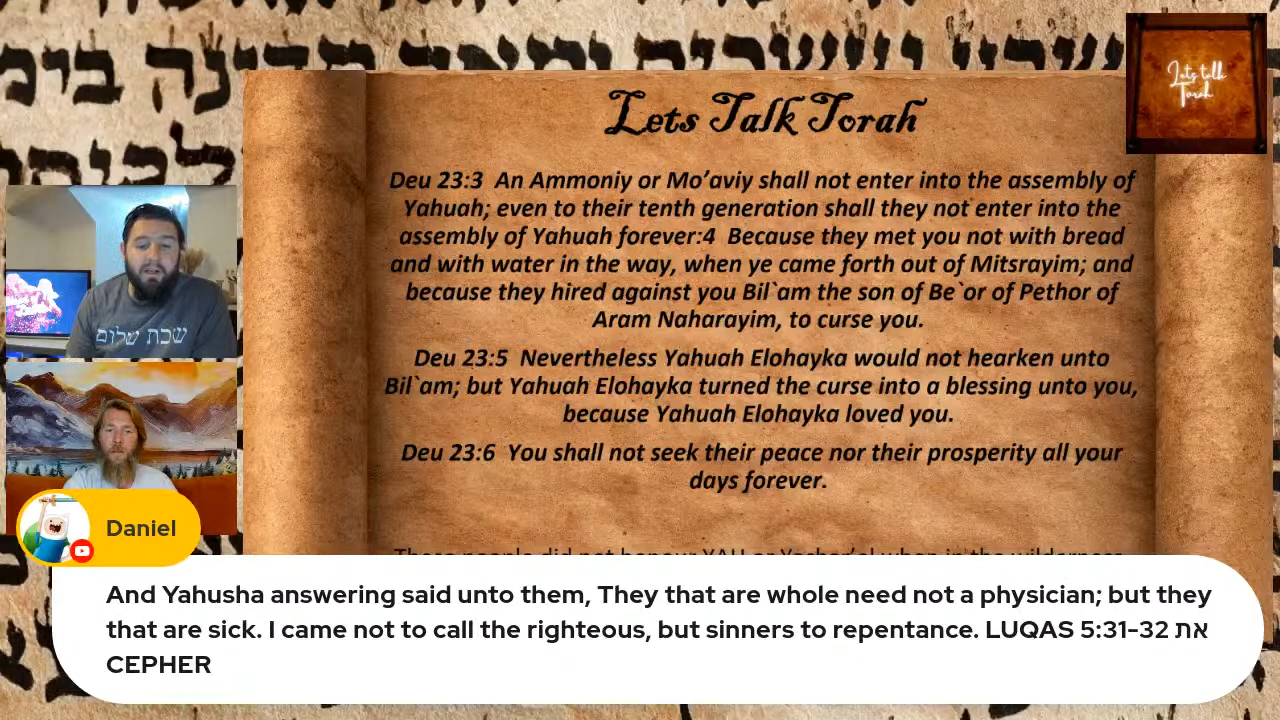 Lets Talk Torah
Lets talk
Torah
Deu 23:3 An Ammoniy or Mo’aviy shall not enter into the assembly of
Yahuah; even to their tenth generation shall they not enter into the
assembly of Yahuah forever:4 Because they met you not with bread
and with water in the way, when ye came forth out of Mitsrayim; and
because they hired against you Bil`am the son of Be`or of Pethor of
Aram Naharayim, to curse you.
Deu 23:5 Nevertheless Yahuah Elohayka would not hearken unto
Bil`am; but Yahuah Elohayka turned the curse into a blessing unto you,
because Yahuah Elohayka loved you.
Deu 23:6 You shall not seek their peace nor their prosperity all your
days forever.
שבת שלום
Daniel
And Yahusha answering said unto them, They that are whole need not a physician; but they
that are sick. I came not to call the righteous, but sinners to repentance. LUQAS 5:31-32 את
CEPHER